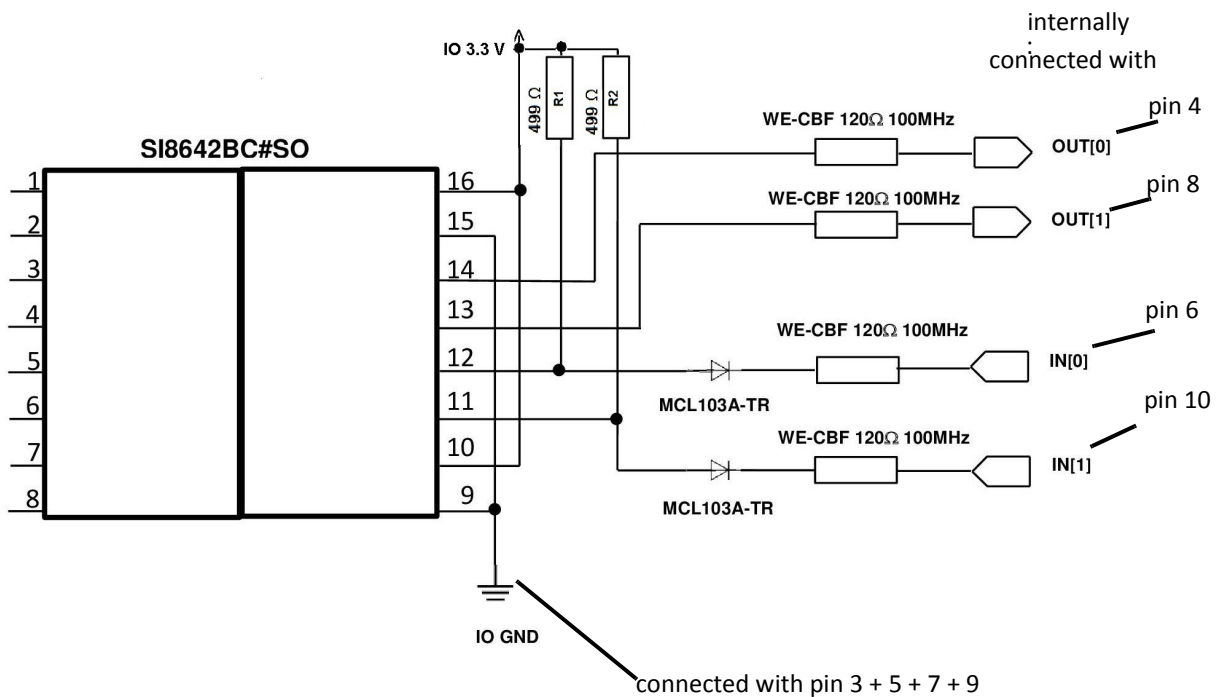 internally
:
connected with
IO 3.3 V
499 Ω
R1
499 Ω
R2
WE-CBF 120Ω 100MHz
pin 4
OUT[0]
SI8642BC#SO
WE-CBF 120Ω 100MHz
pin 8
OUT[1]
1
16
2
15
3
14
4
13
WE-CBF 120Ω 100MHz
pin 6
IN[0]
5
12
MCL103A-TR
6
11
WE-CBF 120Ω 100MHz
pin 10
IN[1]
7
10
MCL103A-TR
8
9
IO GND
connected with pin 3 + 5 + 7 + 9